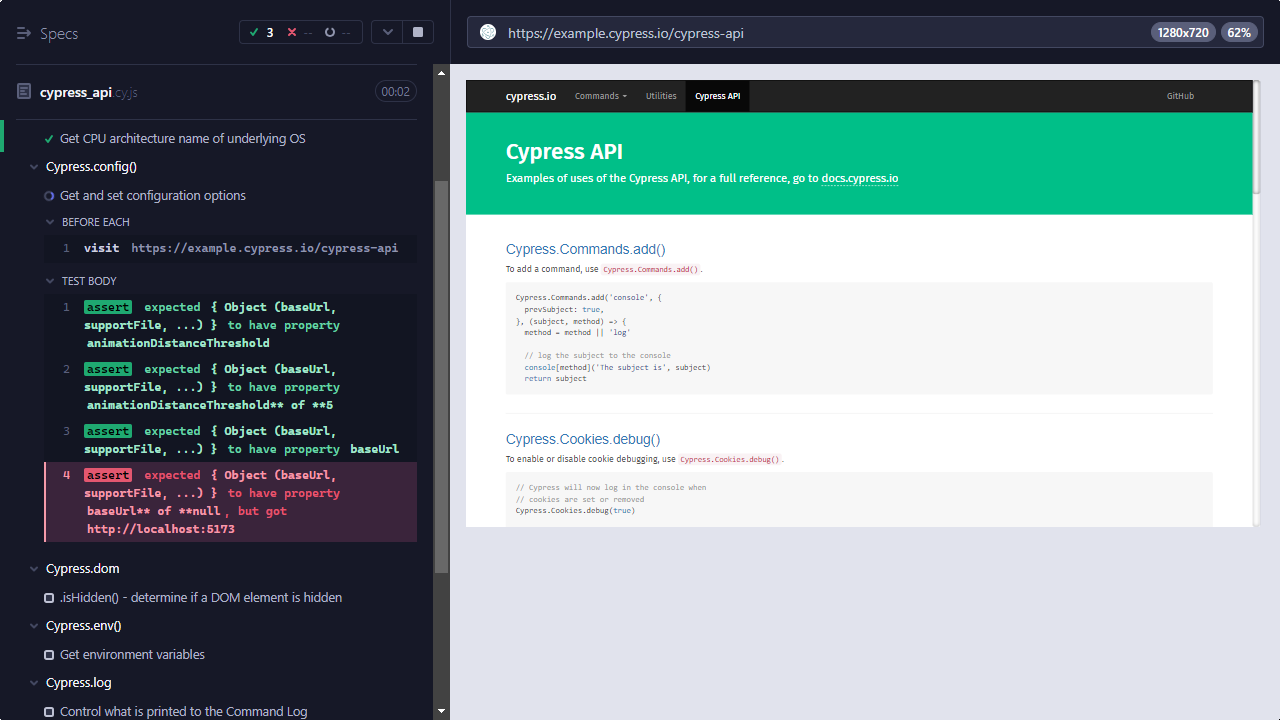 Specs
3 -- --
cypress_api.cy.js
00:02
Get CPU architecture name of underlying OS
Cypress.config()
Get and set configuration options
BEFORE EACH
1 visit https://example.cypress.io/cypress-api
TEST BODY
1 assert expected { Object (baseUrl,
supportFile, ...) } to have property
animationDistanceThreshold
2 assert expected { Object (baseUrl,
supportFile, ...) } to have property
animationDistanceThreshold** of **5
3 assert expected { Object (baseUrl,
supportFile, ...) } to have property baseUrl
4 assert expected { Object (baseUrl,
supportFile, ...) } to have property
baseUrl** of **null, but got
http://localhost:5173
Cypress.dom
.isHidden() - determine if a DOM element is hidden
Cypress.env()
Get environment variables
Cypress.log
Control what is printed to the Command Log
https://example.cypress.io/cypress-api
1280x720 62%
cypress.io Commands Utilities Cypress API GitHub
Cypress API
Examples of uses of the Cypress API, for a full reference, go to docs.cypress.io
Cypress.Commands.add()
To add a command, use Cypress.Commands.add().
Cypress.Commands.add('console', {
prevSubject: true,
}, (subject, method) => {
method = method || 'log'
// log the subject to the console
console[method]('The subject is', subject)
return subject
Cypress.Cookies.debug()
To enable or disable cookie debugging, use Cypress.Cookies.debug().
// Cypress will now log in the console when
// cookies are set or removed
Cypress.Cookies.debug(true)